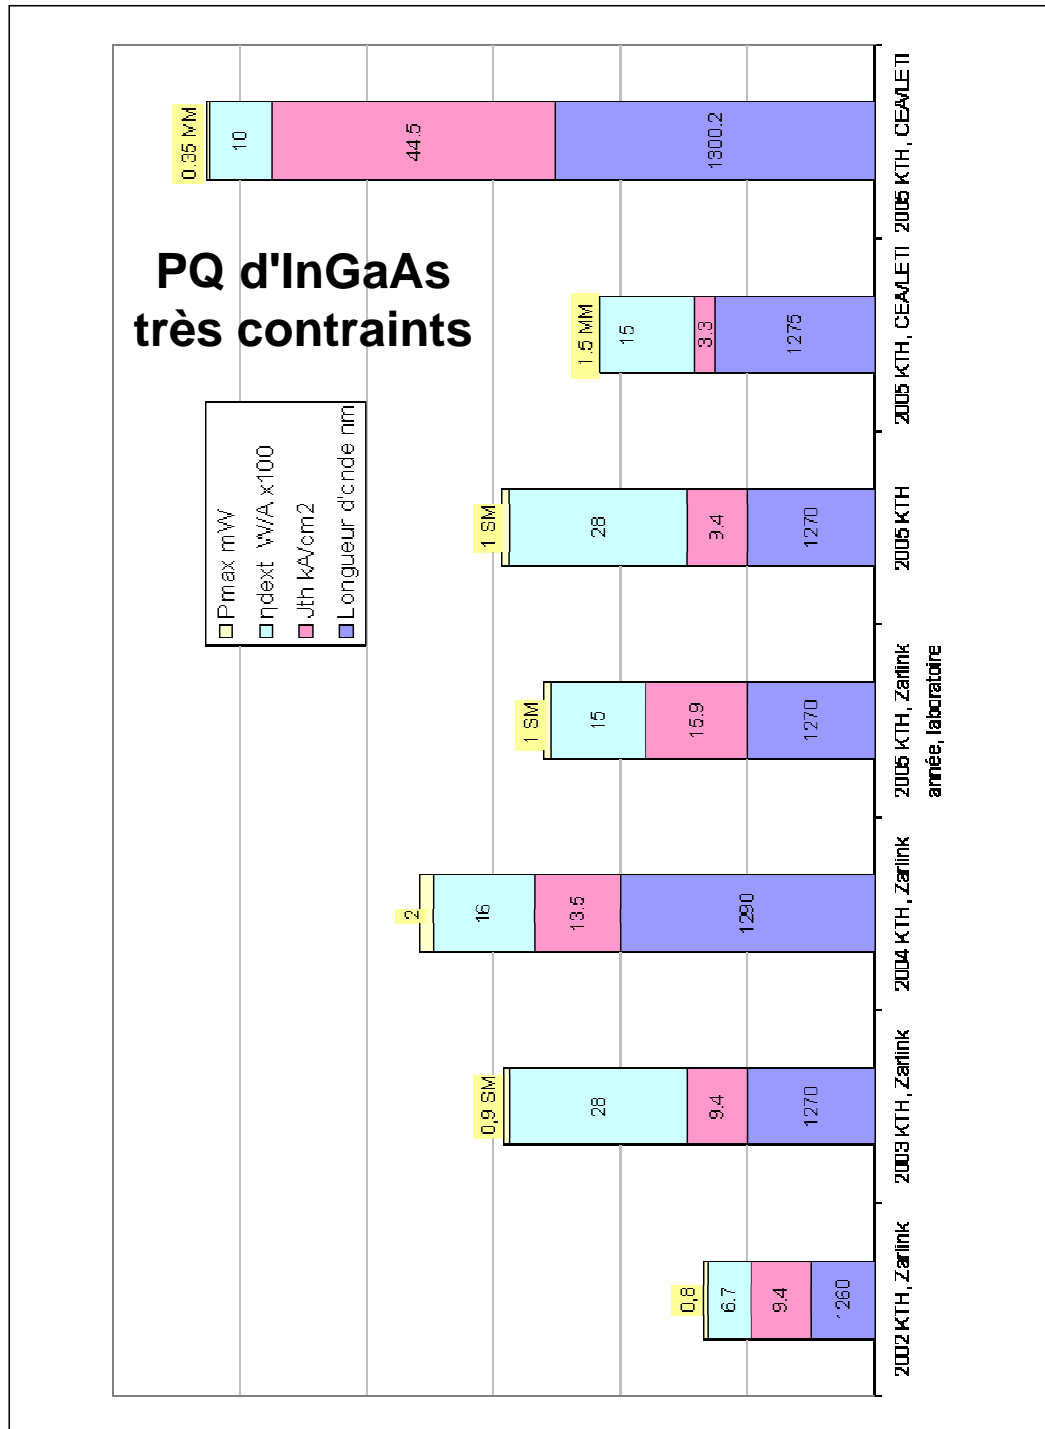 PQ d'InGaAs
très contraints
Pmax mW
ηdext W/A x100
Jth kA/cm2
Longueur d'onde nm
0,8
6.7
9.4
1260
2002 KTH, Zarlink
0,9 SM
28
9.4
1270
2003 KTH, Zarlink
2
16
13.5
1290
2004 KTH, Zarlink
1 SM
15
15.9
1270
2005 KTH, Zarlink
1 SM
28
9.4
1270
2005 KTH
1.5 MM
15
3.3
1275
2005 KTH, CEA/LETI
0.35 MM
10
44.5
1300.2
2006 KTH, CEA/LETI
année, laboratoire